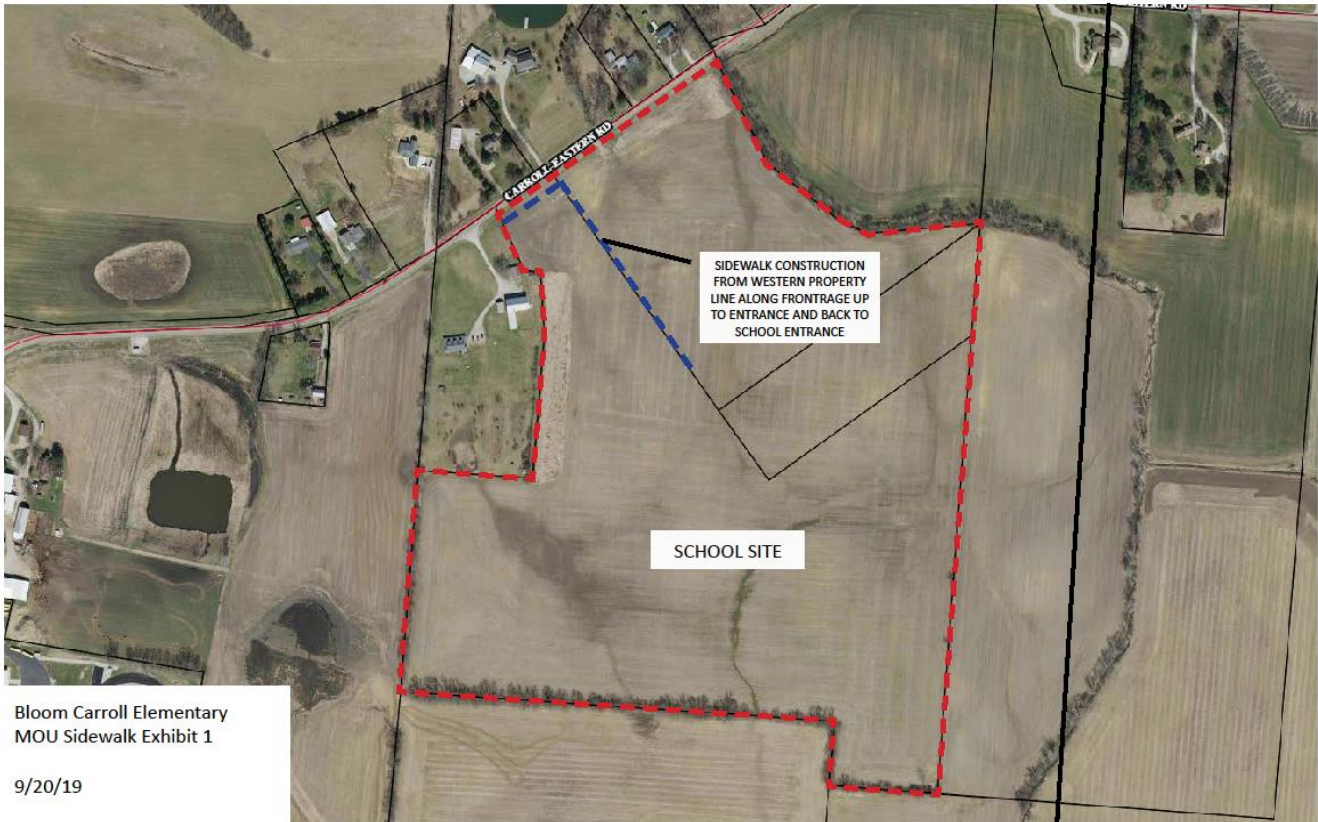 CARROLL-EASTERN RD
SIDEWALK CONSTRUCTION
FROM WESTERN PROPERTY
LINE ALONG FRONTRAGE UP
TO ENTRANCE AND BACK TO
SCHOOL ENTRANCE
SCHOOL SITE
Bloom Carroll Elementary
MOU Sidewalk Exhibit 1
9/20/19